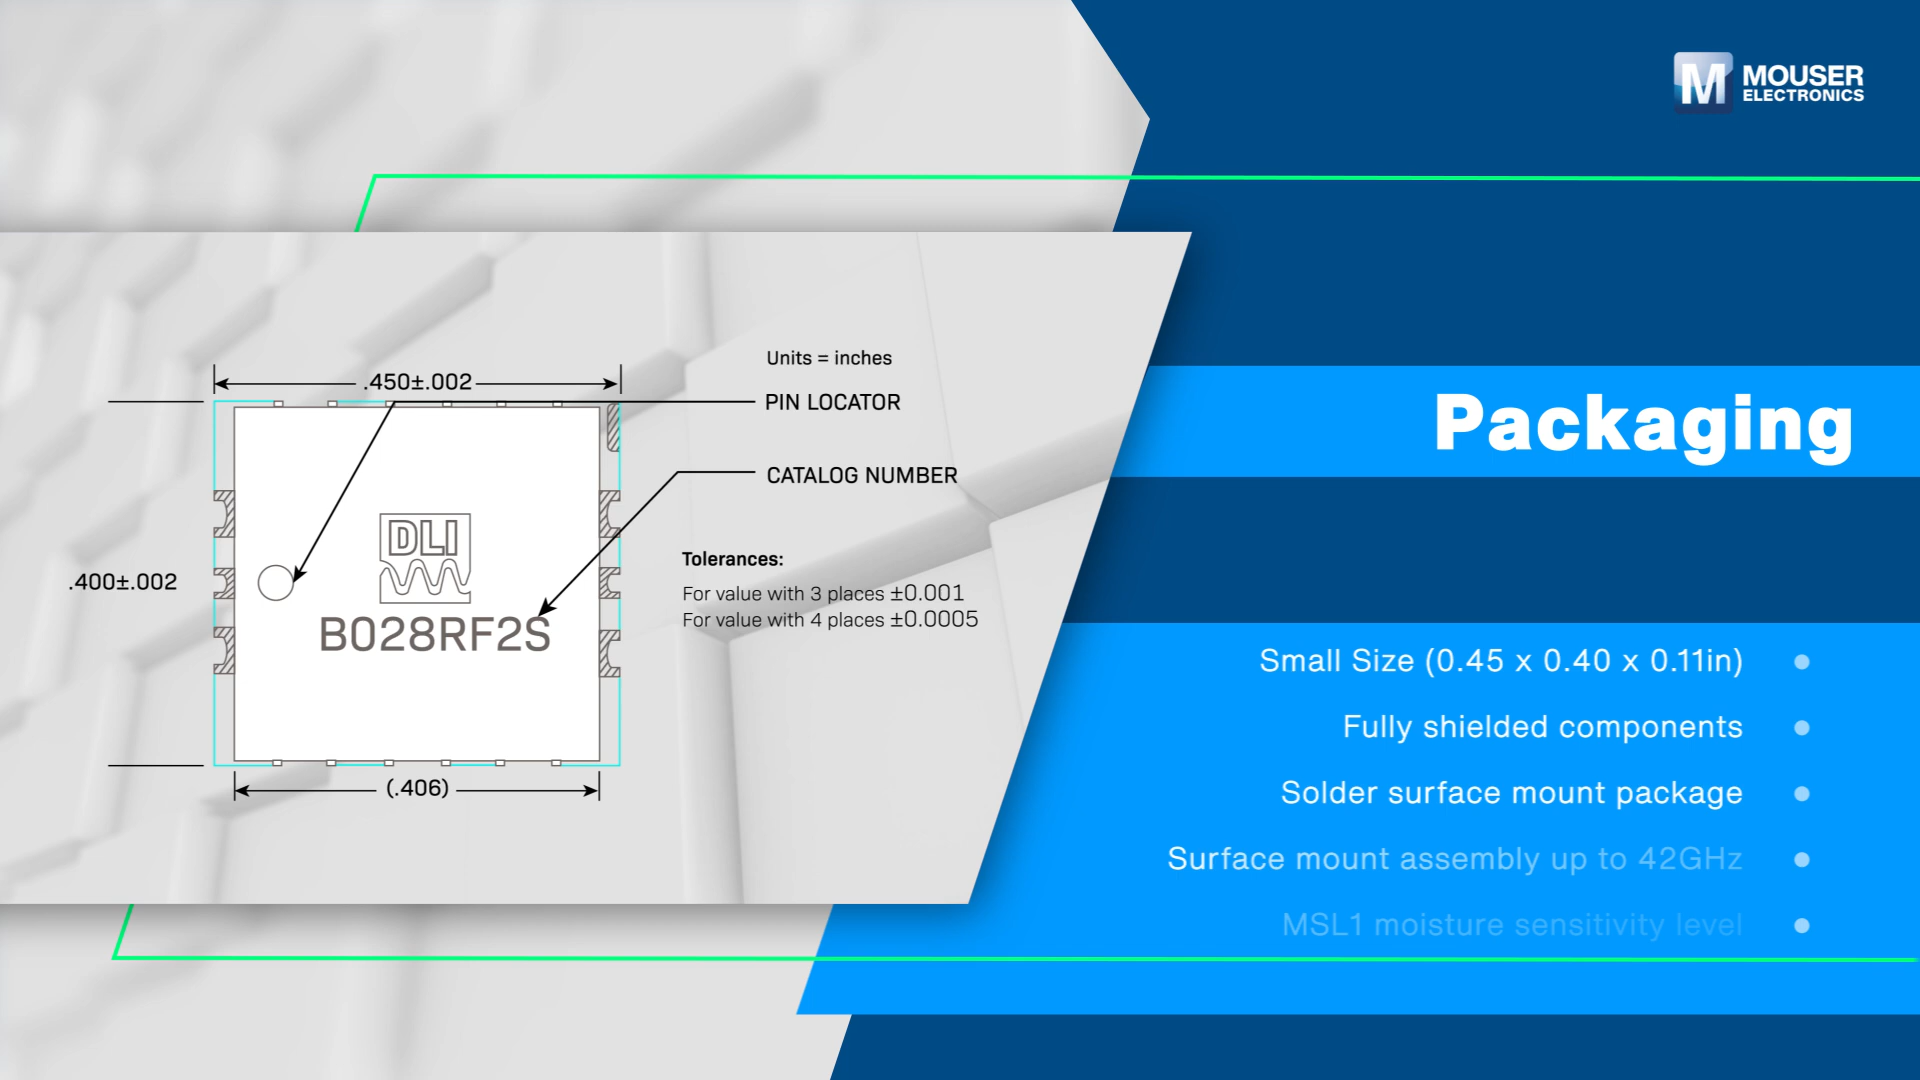 MOUSER
ELECTRONICS
Units = inches
.450±.002
PIN LOCATOR
CATALOG NUMBER
DLI
Tolerances:
.400±.002
For value with 3 places ±0.001
For value with 4 places ±0.0005
B028RF2S
(.406)
Packaging
Small Size (0.45 x 0.40 x 0.11in)
Fully shielded components
Solder surface mount package
Surface mount assembly up to 42GHz
MSL1 moisture sensitivity level